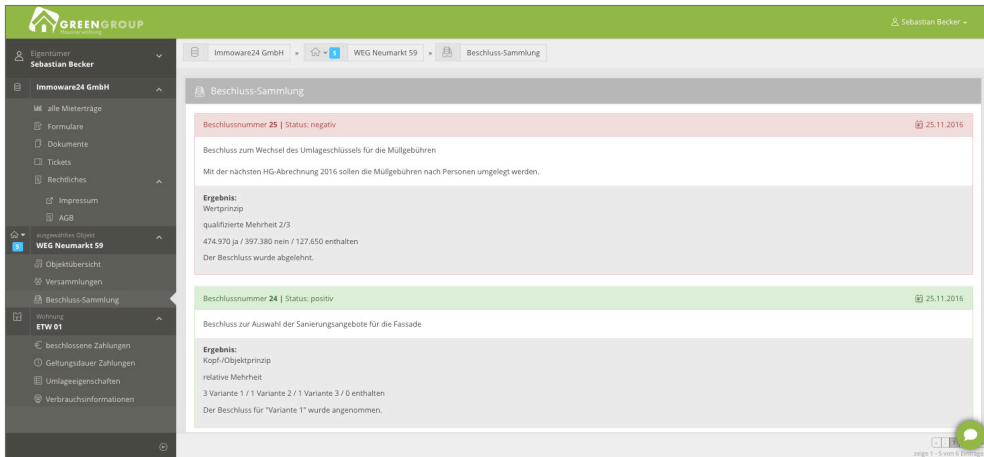 GREENGROUP
Hausverwaltung
Sebastian Becker
Eigentümer
Sebastian Becker
Immoware24 GmbH
alle Mieterträge
Formulare
Dokumente
Tickets
Rechtliches
Impressum
AGB
ausgewähltes Objekt
S
WEG Neumarkt 59
Objektübersicht
Versammlungen
Beschluss-Sammlung
Wohnung
ETW 01
beschlossene Zahlungen
Geltungsdauer Zahlungen
Umlageeigenschaften
Verbrauchsinformationen
Immoware24 GmbH » S WEG Neumarkt 59 » Beschluss-Sammlung
Beschluss-Sammlung
Beschlussnummer 25 | Status: negativ 25.11.2016
Beschluss zum Wechsel des Umlageschlüssels für die Müllgebühren
Mit der nächsten HG-Abrechnung 2016 sollen die Müllgebühren nach Personen umgelegt werden.
Ergebnis:
Wertprinzip
qualifizierte Mehrheit 2/3
474.970 ja / 397.380 nein / 127.650 enthalten
Der Beschluss wurde abgelehnt.
Beschlussnummer 24 | Status: positiv 25.11.2016
Beschluss zur Auswahl der Sanierungsangebote für die Fassade
Ergebnis:
Kopf-/Objektprinzip
relative Mehrheit
3 Variante 1 / 1 Variante 2 / 1 Variante 3 / 0 enthalten
Der Beschluss für "Variante 1" wurde angenommen.
zeige 1 - 5 von 6 Einträge